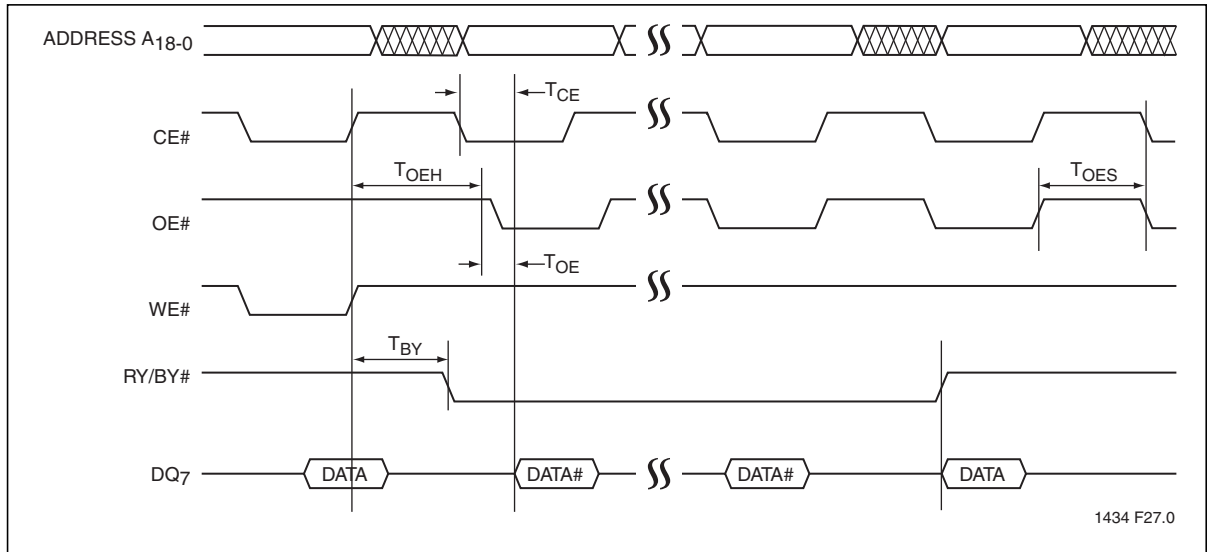 ADDRESS A18-0
TCE
CE#
TOEH
TOES
OE#
TOE
WE#
TBY
RY/BY#
DQ7
DATA
DATA#
DATA#
DATA
1434 F27.0